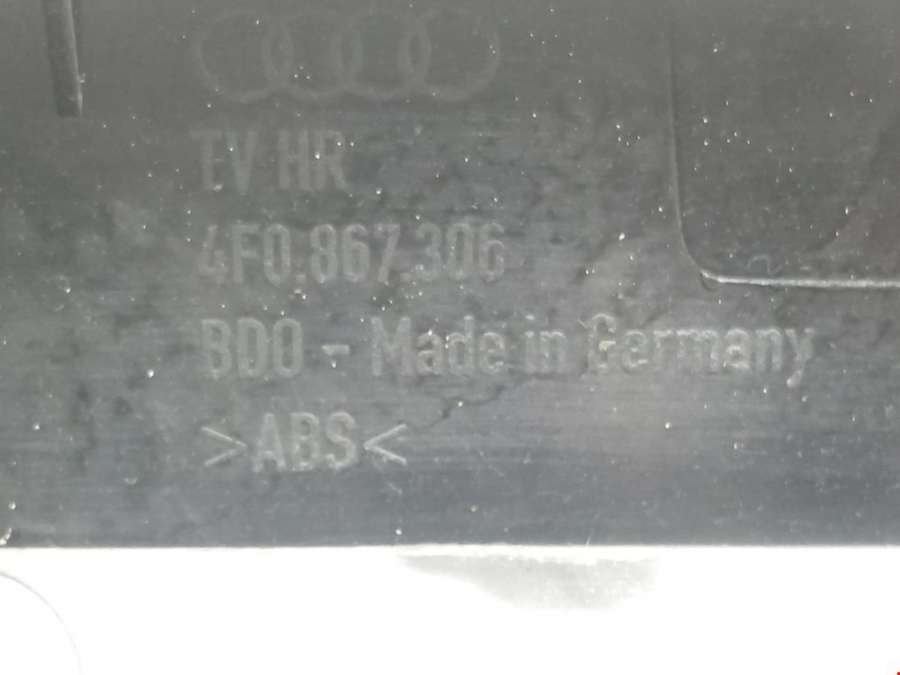 TV HR
4F0.867.306
BDO - Made in Germany
>ABS<